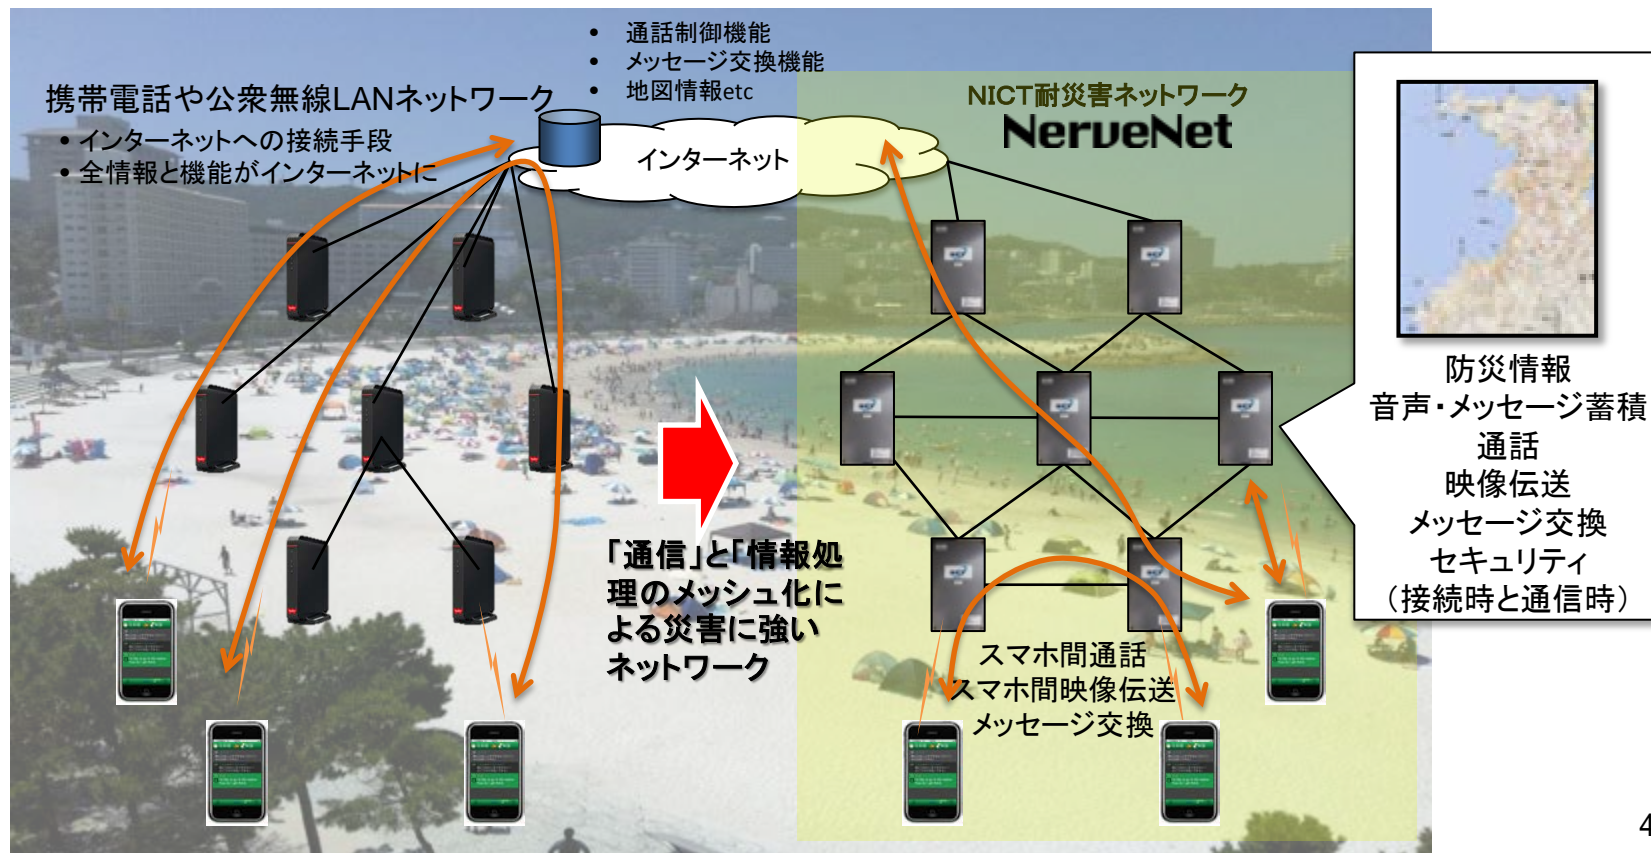 • 通話制御機能
• メッセージ交換機能
• 地図情報etc
携帯電話や公衆無線LANネットワーク
• インターネットへの接続手段
• 全情報と機能がインターネットに
インターネット
NICT耐災害ネットワーク
NerveNet
防災情報
音声・メッセージ蓄積
通話
映像伝送
メッセージ交換
セキュリティ
（接続時と通信時）
「通信」と「情報処
理のメッシュ化に
よる災害に強い
ネットワーク
スマホ間通話
スマホ間映像伝送
メッセージ交換
4